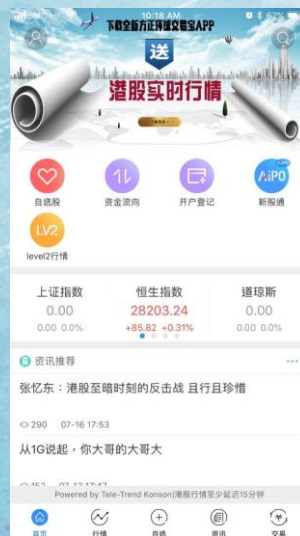 SMC HK
10:18 AM
62%
下载全新方正环球交易宝APP
送
港股实时行情
自选股
资金流向
开户登记
AiPO
新股通
LV2
level2行情
上证指数
恒生指数
道琼斯
0.00
28203.24
0.00
0.00 0.0%
+85.82 +0.31%
0.00 0.0%
资讯推荐
张忆东：港股至暗时刻的反击战 且行且珍惜
290 07-16 17:53
从1G说起，你大哥的大哥大
Powered by Tele-Trend Konson|港股行情至少延迟15分钟
首页
行情
自选
资讯
交易